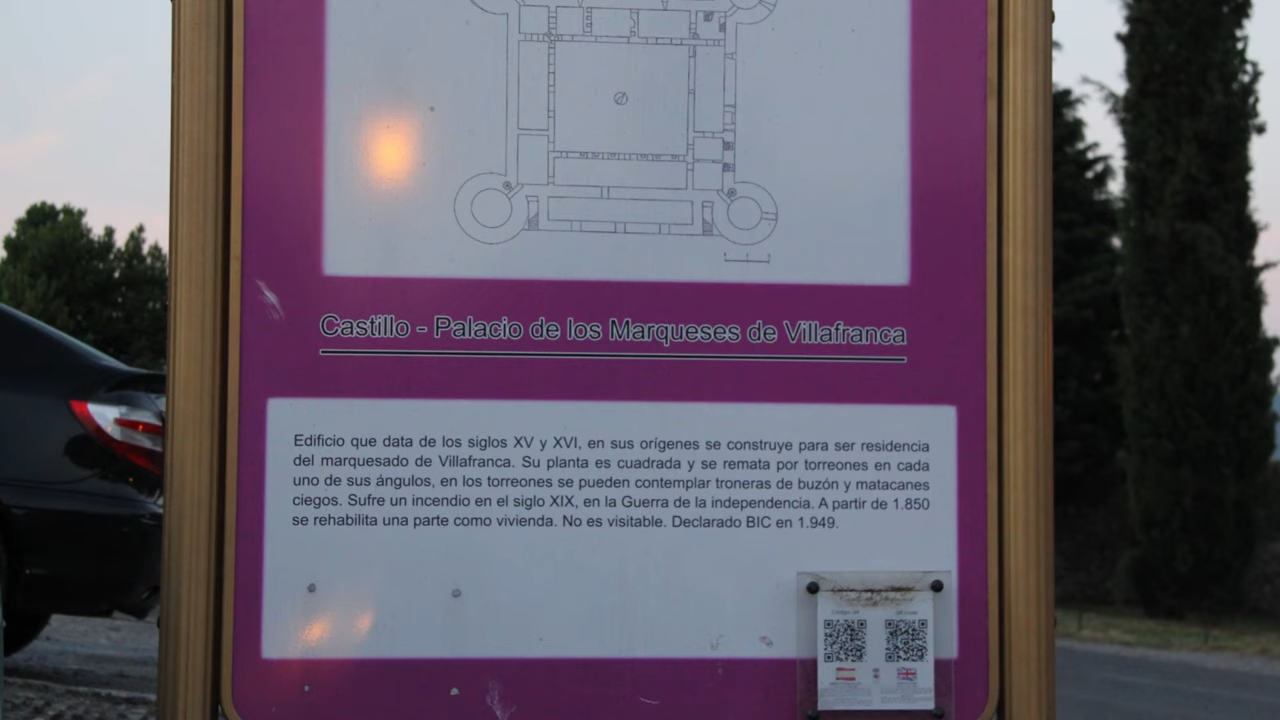 Castillo - Palacio de los Marqueses de Villafranca
Edificio que data de los siglos XV y XVI, en sus orígenes se construye para ser residencia
del marquesado de Villafranca. Su planta es cuadrada y se remata por torreones en cada
uno de sus ángulos, en los torreones se pueden contemplar troneras de buzón y matacanes
ciegos. Sufre un incendio en el siglo XIX, en la Guerra de la independencia. A partir de 1.850
se rehabilita una parte como vivienda. No es visitable. Declarado BIC en 1.949.